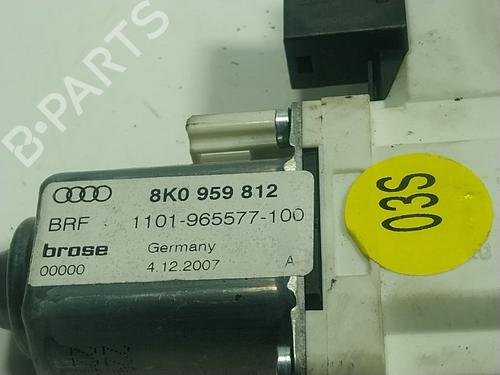 B-PARTS
8K0 959 812
BRF 1101-965577-100
brose Germany
00000 4.12.2007 A
03S